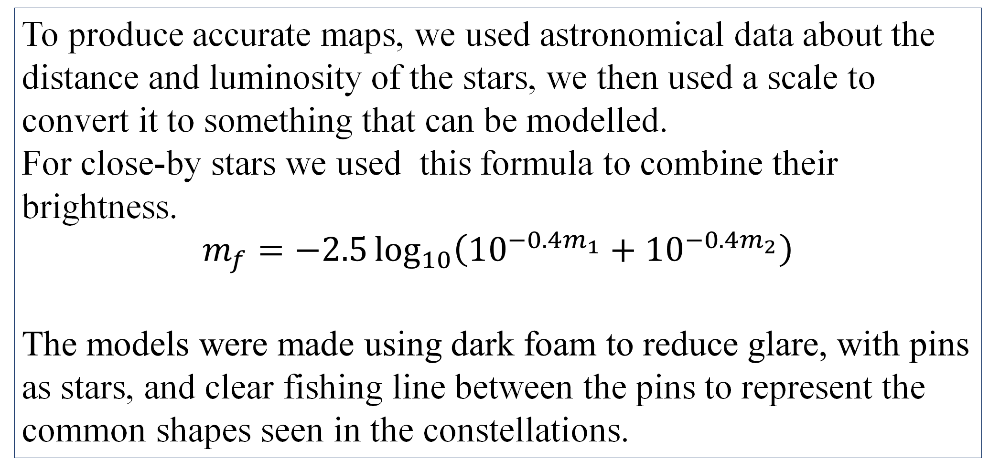 To produce accurate maps, we used astronomical data about the
distance and luminosity of the stars, we then used a scale to
convert it to something that can be modelled.
For close-by stars we used  this formula to combine their
brightness.
m_f = −2.5 log₁₀(10^{−0.4m₁} + 10^{−0.4m₂})
The models were made using dark foam to reduce glare, with pins
as stars, and clear fishing line between the pins to represent the
common shapes seen in the constellations.